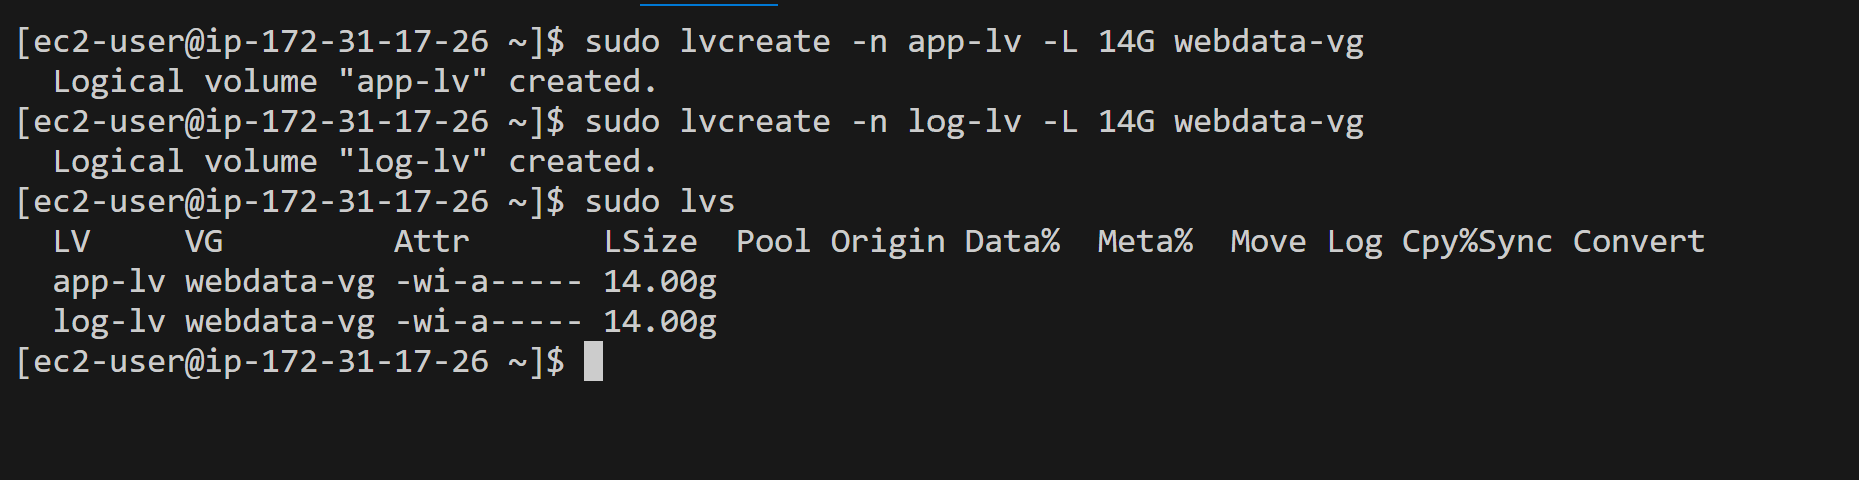 [ec2-user@ip-172-31-17-26 ~]$ sudo lvcreate -n app-lv -L 14G webdata-vg
  Logical volume "app-lv" created.
[ec2-user@ip-172-31-17-26 ~]$ sudo lvcreate -n log-lv -L 14G webdata-vg
  Logical volume "log-lv" created.
[ec2-user@ip-172-31-17-26 ~]$ sudo lvs
  LV     VG         Attr       LSize  Pool Origin Data%  Meta%  Move Log Cpy%Sync Convert
  app-lv webdata-vg -wi-a----- 14.00g
  log-lv webdata-vg -wi-a----- 14.00g
[ec2-user@ip-172-31-17-26 ~]$